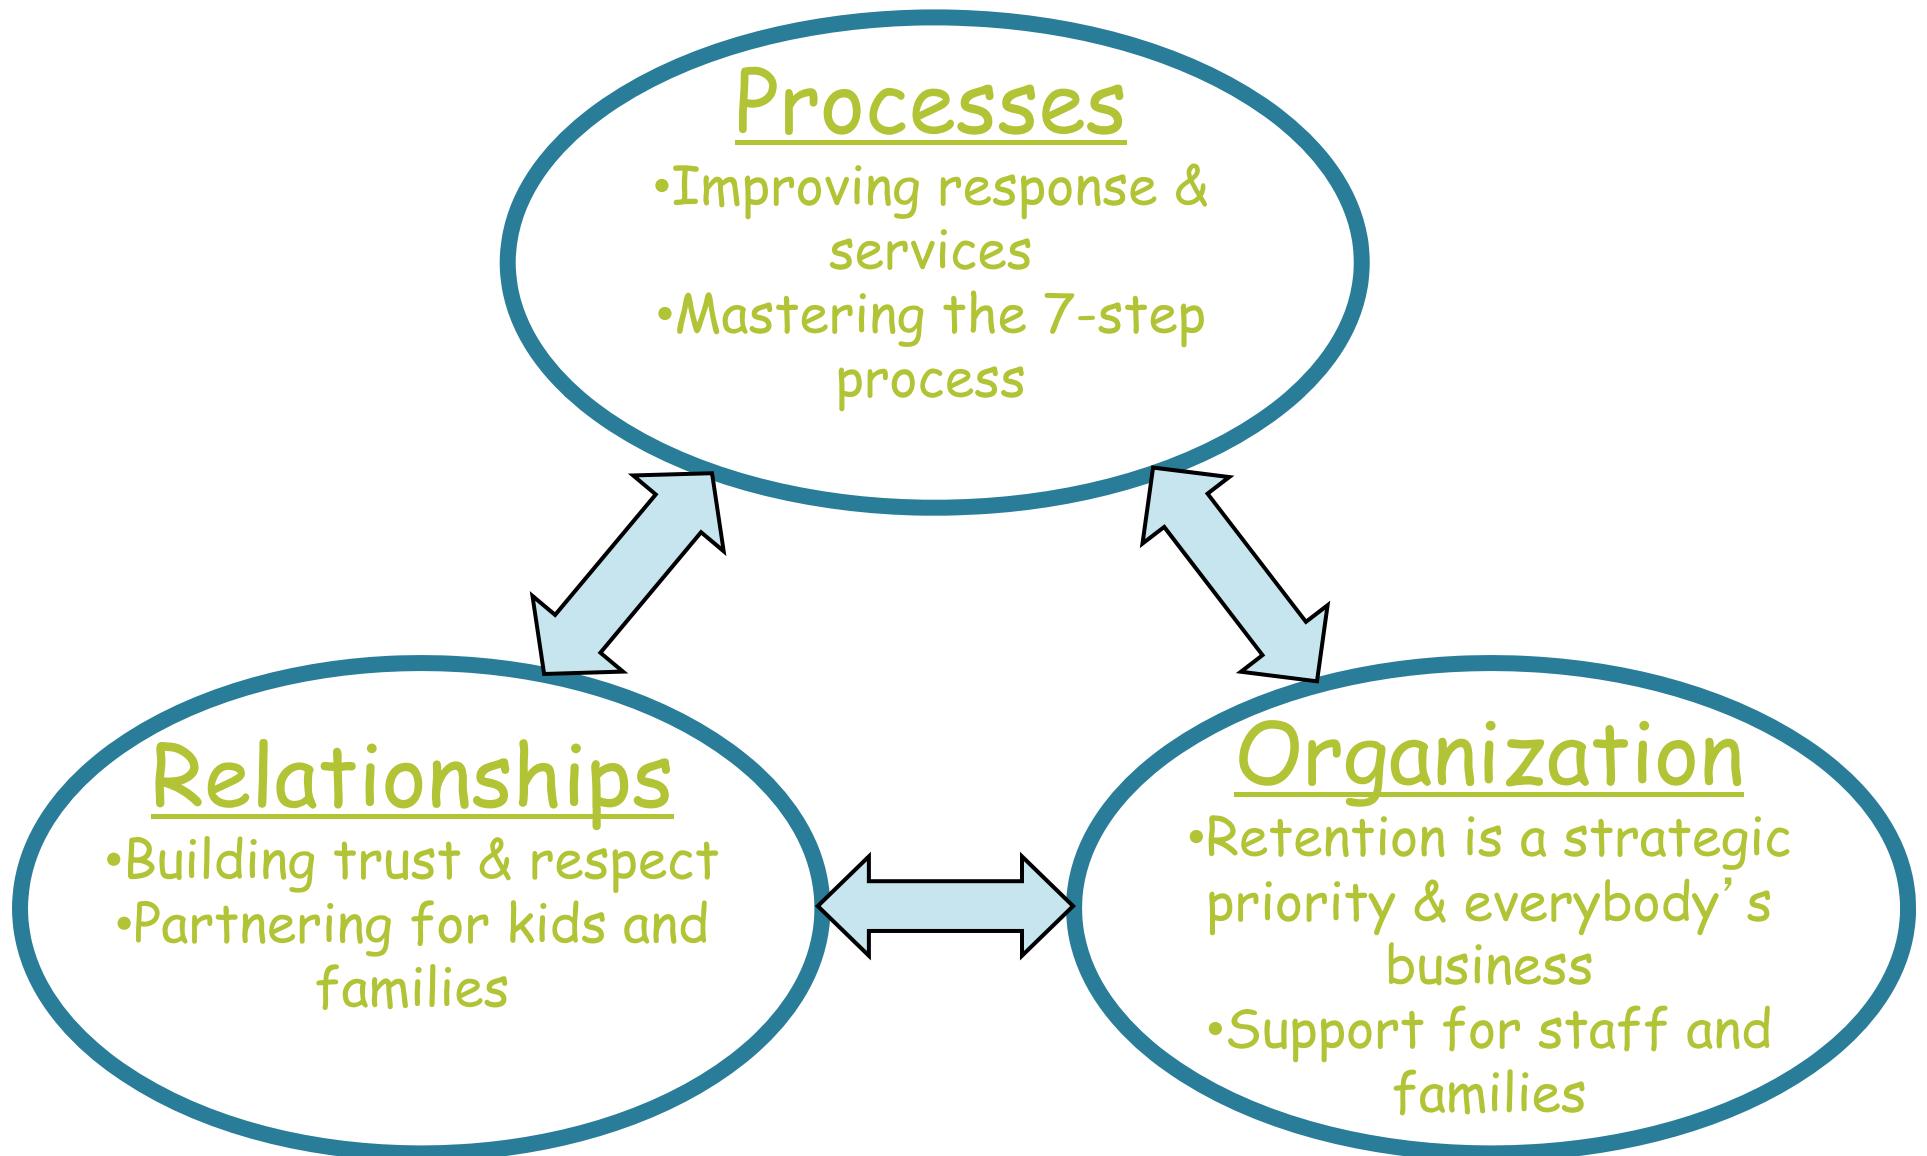 Processes
•Improving response &
services
•Mastering the 7-step
process
Relationships
•Building trust & respect
•Partnering for kids and
families
Organization
•Retention is a strategic
priority & everybody’s
business
•Support for staff and
families